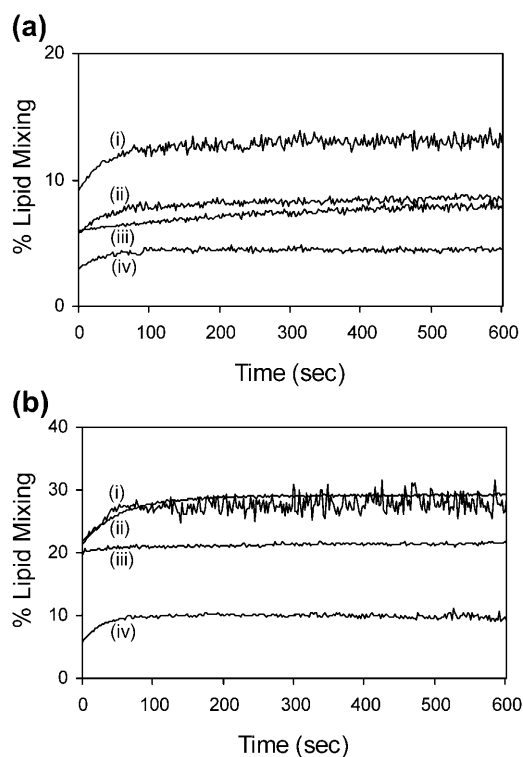 (a)
20
10
0
% Lipid Mixing
(i)
(ii)
(iii)
(iv)
0 100 200 300 400 500 600
Time (sec)
(b)
40
30
20
10
0
% Lipid Mixing
(i)
(ii)
(iii)
(iv)
0 100 200 300 400 500 600
Time (sec)